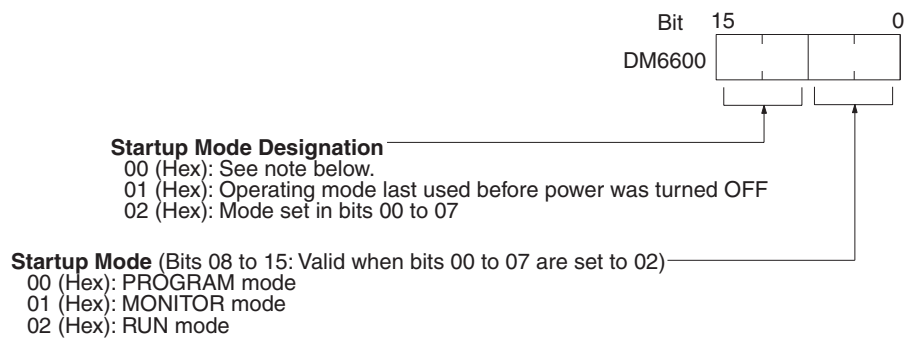 Bit 15 0
DM6600
Startup Mode Designation
00 (Hex): See note below.
01 (Hex): Operating mode last used before power was turned OFF
02 (Hex): Mode set in bits 00 to 07
Startup Mode (Bits 08 to 15: Valid when bits 00 to 07 are set to 02)
00 (Hex): PROGRAM mode
01 (Hex): MONITOR mode
02 (Hex): RUN mode